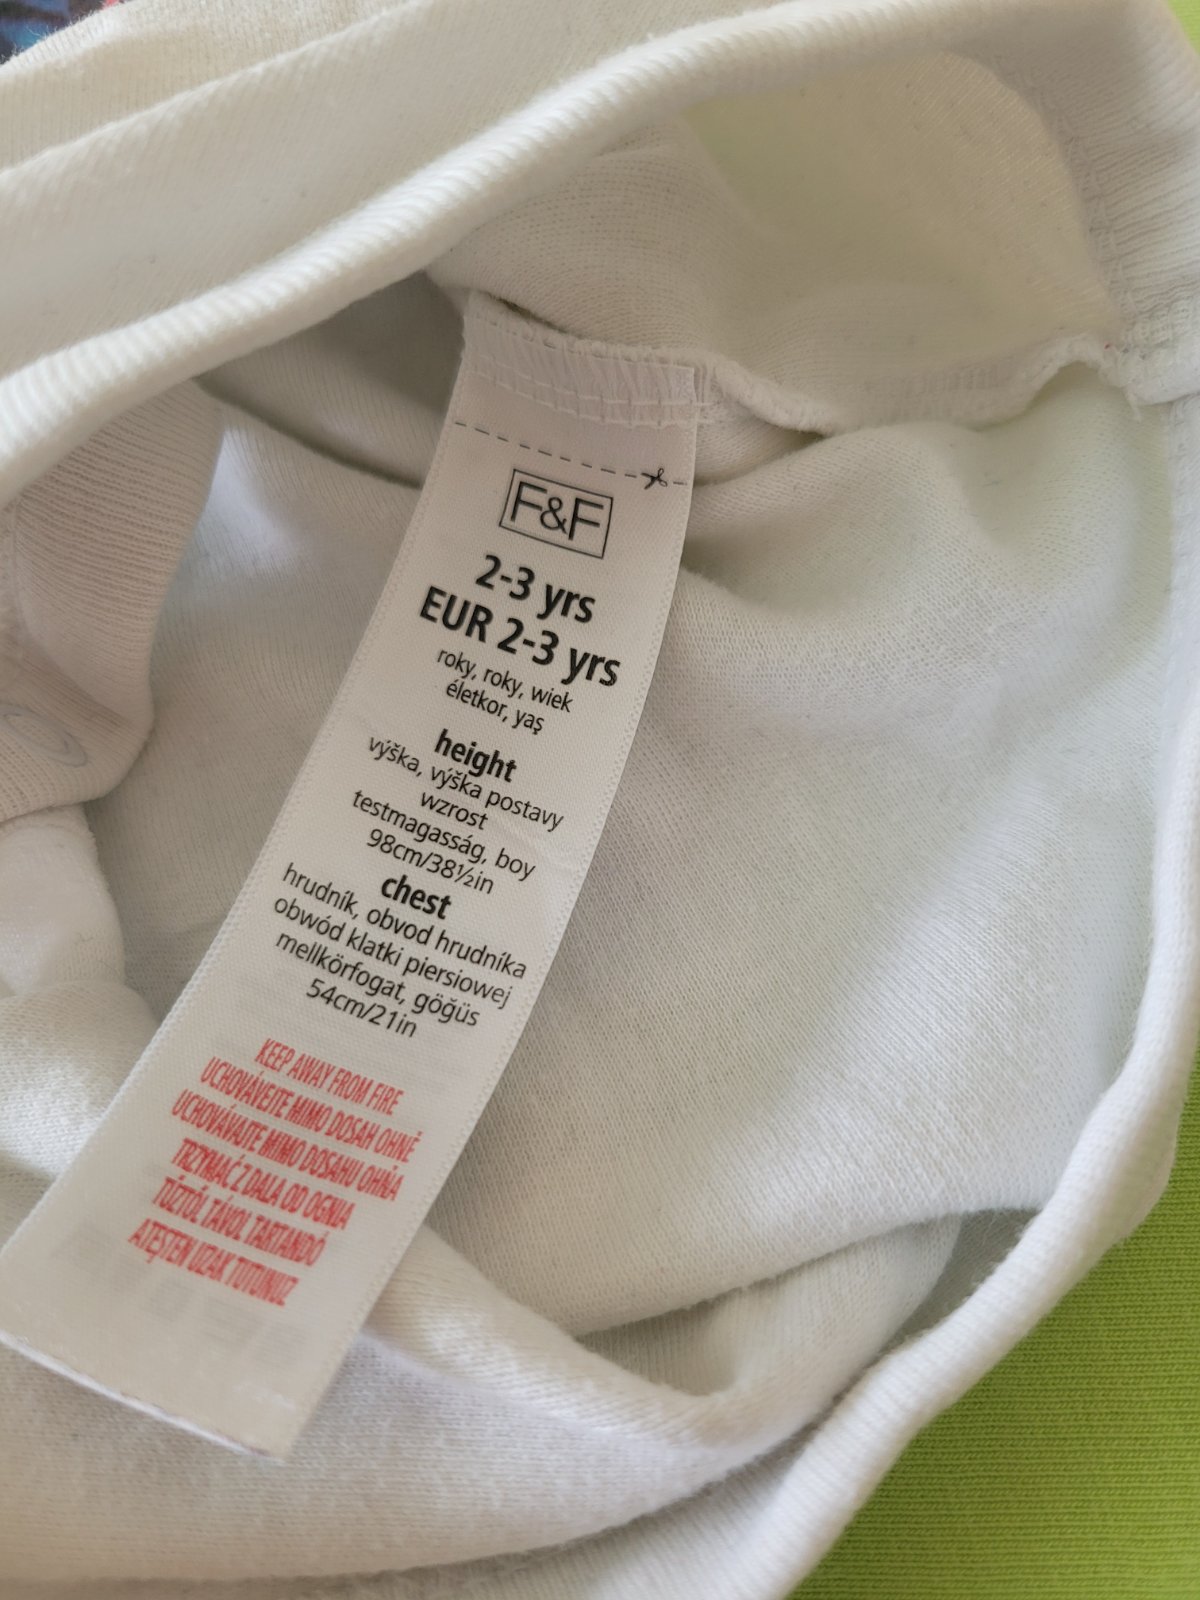 F&F
2-3 yrs
EUR 2-3 yrs
roky, roky, wiek
életkor, yaş
height
výška, výška postavy
wzrost
testmagasság, boy
98cm/38½in
chest
hrudník, obvod hrudníka
obwód klatki piersiowej
mellkörfogat, göğüs
54cm/21in
KEEP AWAY FROM FIRE
UCHOVÁVEJTE MIMO DOSAH OHNĚ
UCHOVÁVAJTE MIMO DOSAHU OHŇA
TRZYMAĆ Z DALA OD OGNIA
TŰZTŐL TÁVOL TARTANDÓ
ATEŞTEN UZAK TUTUNUZ